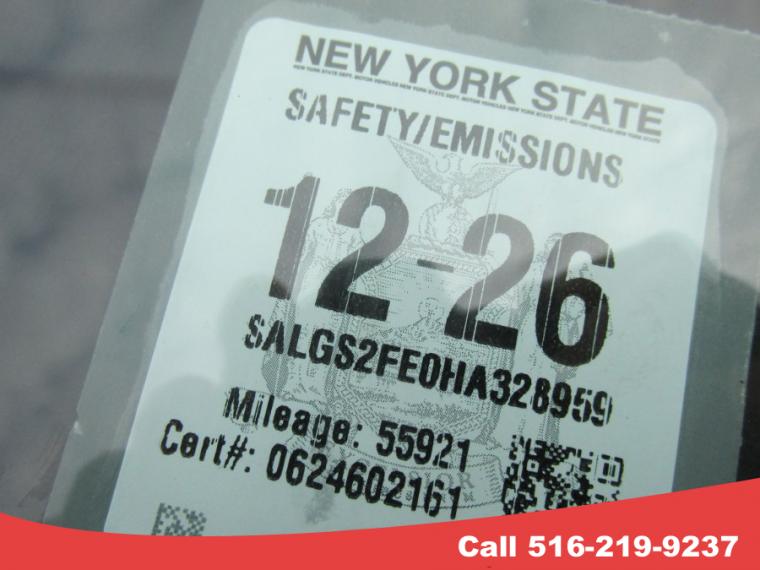 NEW YORK STATE
SAFETY/EMISSIONS
12-26
SALGS2FE0HA328959
Mileage: 55921
Cert#: 0624602161
Call 516-219-9237